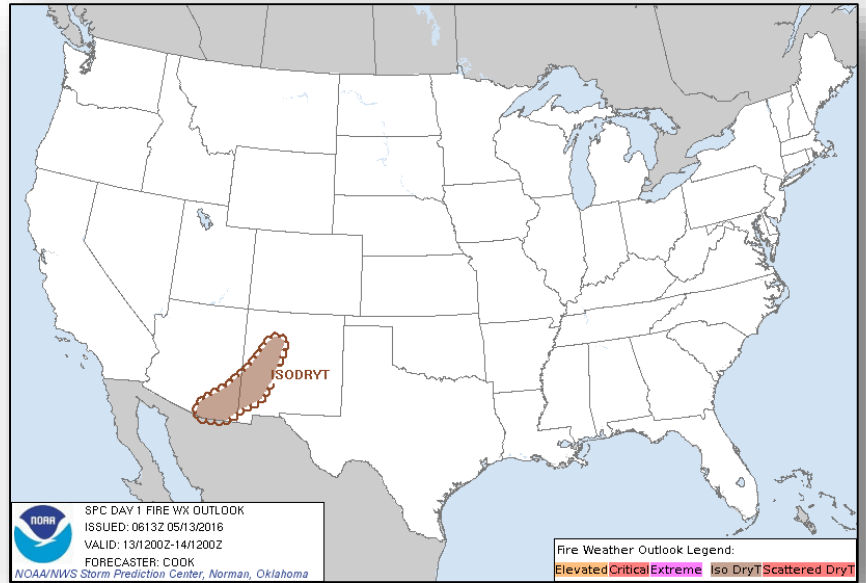 ISODRYT
NOAA
SPC DAY 1 FIRE WX OUTLOOK
ISSUED: 0613Z 05/13/2016
VALID: 13/1200Z-14/1200Z
FORECASTER: COOK
NOAA/NWS Storm Prediction Center, Norman, Oklahoma
Fire Weather Outlook Legend:
Elevated Critical Extreme Iso DryT Scattered DryT